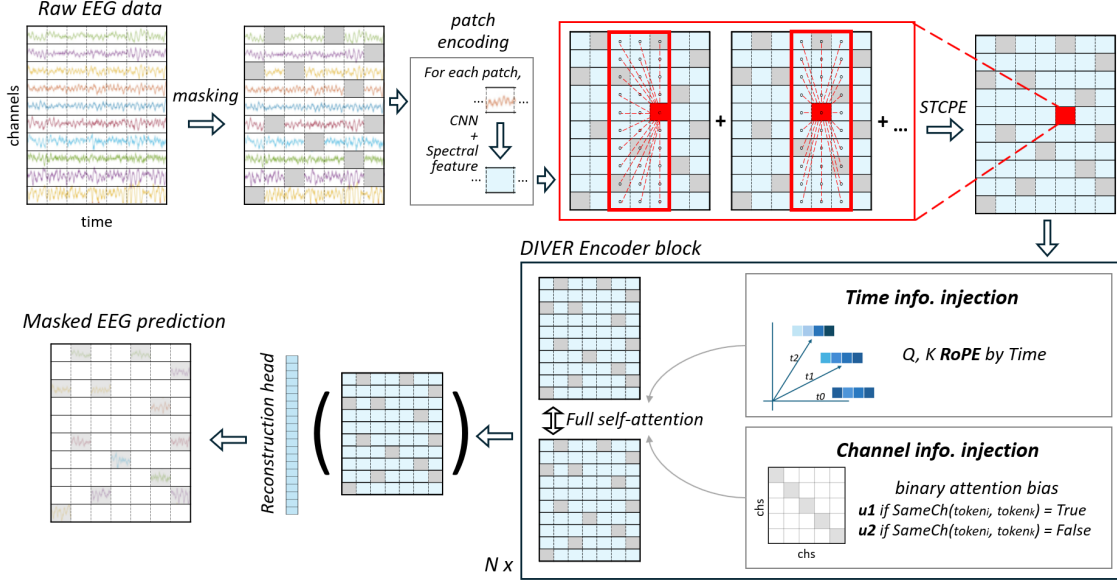 Raw EEG data
channels
time
masking
patch
encoding
For each patch,
... ...
CNN
+
Spectral
feature
... ...
+
+ ...
STCPE
DIVER Encoder block
Time info. injection
t2
t1
t0
Q, K RoPE by Time
Full self-attention
Channel info. injection
chs
chs
binary attention bias
u1 if SameCh(tokeni, tokenk) = True
u2 if SameCh(tokeni, tokenk) = False
N x
( )
Reconstruction head
Masked EEG prediction